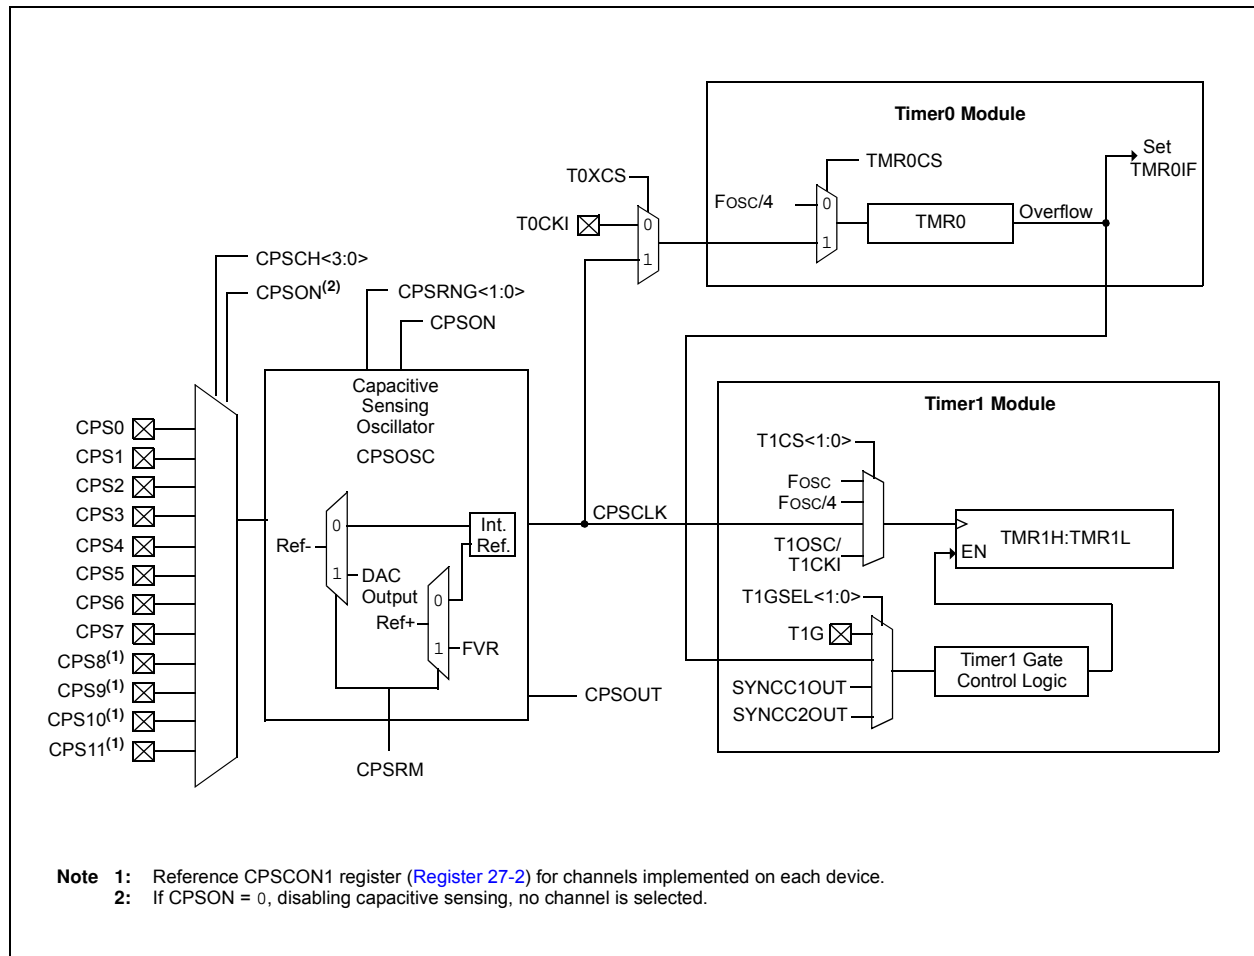 Timer0 Module
Set
TMR0IF
TMR0CS
T0XCS
FOSC/4
0
1
TMR0
Overflow
T0CKI
0
1
CPSCH<3:0>
CPSON(2)
CPSRNG<1:0>
CPSON
Capacitive
Sensing
Oscillator
CPSOSC
Timer1 Module
T1CS<1:0>
FOSC
FOSC/4
T1OSC/
T1CKI
TMR1H:TMR1L
EN
CPS0
CPS1
CPS2
CPS3
CPS4
CPS5
CPS6
CPS7
CPS8(1)
CPS9(1)
CPS10(1)
CPS11(1)
0
1
Ref-
Int.
Ref.
DAC
Output
0
1
Ref+
FVR
CPSCLK
CPSOUT
CPSRM
T1GSEL<1:0>
T1G
SYNCC1OUT
SYNCC2OUT
Timer1 Gate
Control Logic
Note 1: Reference CPSCON1 register (Register 27-2) for channels implemented on each device.
2: If CPSON = 0, disabling capacitive sensing, no channel is selected.